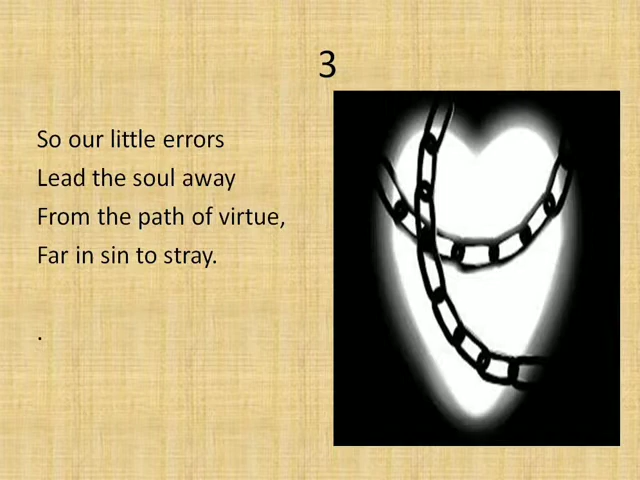 3
So our little errors
Lead the soul away
From the path of virtue,
Far in sin to stray.
.